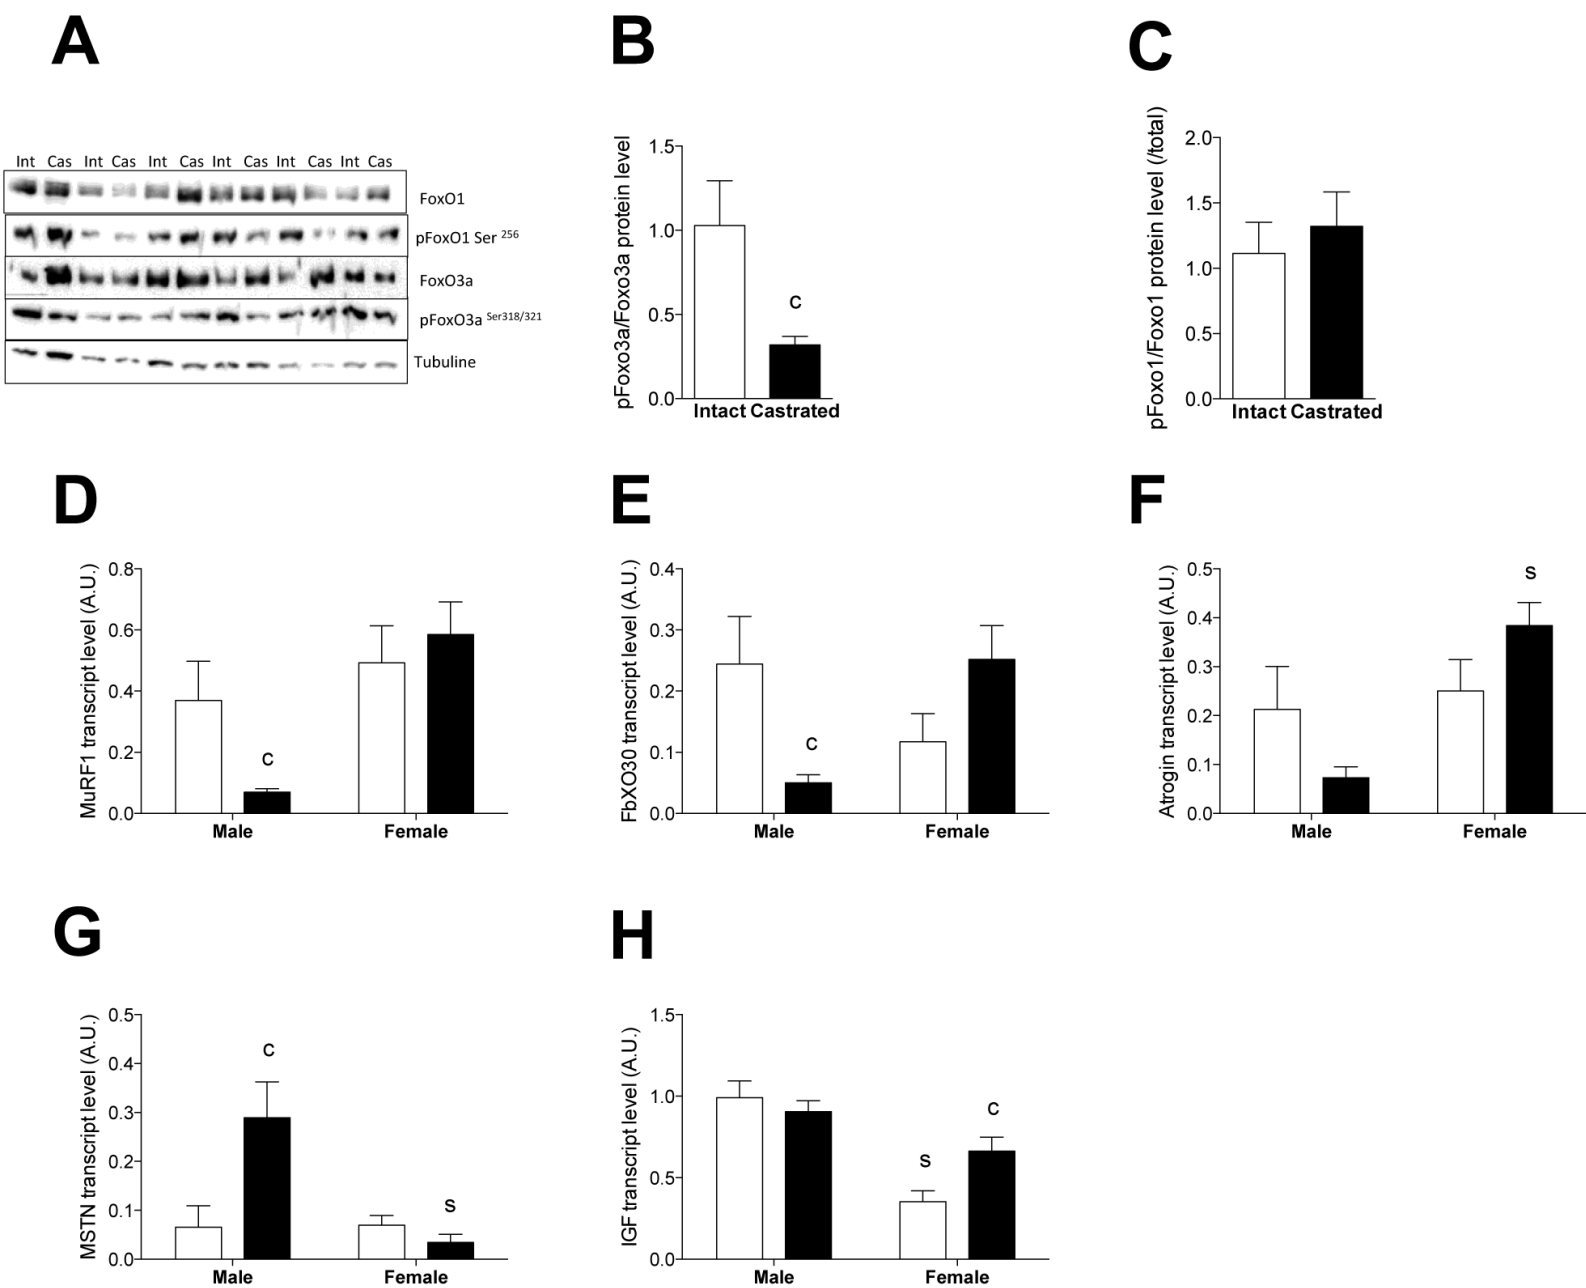 A
B
C
Int Cas Int Cas Int Cas Int Cas Int Cas Int Cas
FoxO1
pFoxO1 Ser 256
FoxO3a
pFoxO3a Ser318/321
Tubuline
pFoxo3a/Foxo3a protein level
1.5
1.0
0.5
0.0
C
Intact Castrated
pFoxo1/Foxo1 protein level (/total)
2.0
1.5
1.0
0.5
0.0
Intact Castrated
D
E
F
MuRF1 transcript level (A.U.)
0.8
0.6
0.4
0.2
0.0
C
Male Female
FbXO30 transcript level (A.U.)
0.4
0.3
0.2
0.1
0.0
C
Male Female
Atrogin transcript level (A.U.)
0.5
0.4
0.3
0.2
0.1
0.0
S
Male Female
G
H
MSTN transcript level (A.U.)
0.5
0.4
0.3
0.2
0.1
0.0
C
S
Male Female
IGF transcript level (A.U.)
1.5
1.0
0.5
0.0
S
C
Male Female